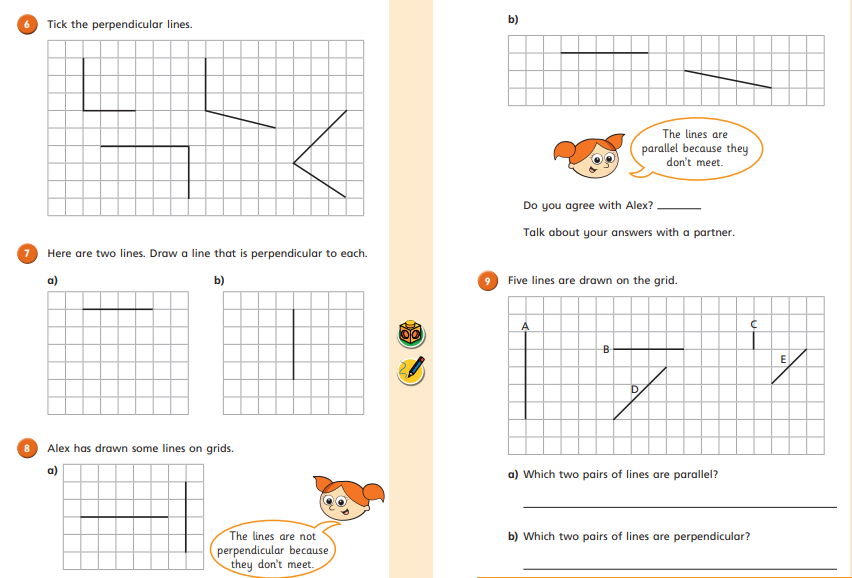 6 Tick the perpendicular lines.
7 Here are two lines. Draw a line that is perpendicular to each.
a)
b)
8 Alex has drawn some lines on grids.
a)
The lines are not
perpendicular because
they don't meet.
b)
The lines are
parallel because they
don't meet.
Do you agree with Alex?
Talk about your answers with a partner.
9 Five lines are drawn on the grid.
A
B
C
D
E
a) Which two pairs of lines are parallel?
b) Which two pairs of lines are perpendicular?